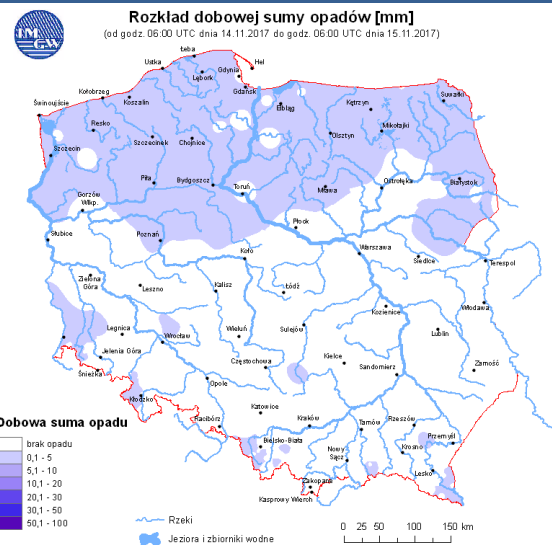 IMGW
Rozkład dobowej sumy opadów [mm]
(od godz. 06:00 UTC dnia 14.11.2017 do godz. 06:00 UTC dnia 15.11.2017)
Łeba
Ustka
Hel
Gdynia
Lębork
Gdańsk
Suwałki
Kołobrzeg
Koszalin
Świnoujście
Elbląg
Kętrzyn
Resko
Mikołajki
Olsztyn
Szczecinek
Chojnice
Szczecin
Piła
Bydgoszcz
Toruń
Mława
Ostrołęka
Białystok
Gorzów
Wlkp.
Płock
Słubice
Poznań
Koło
Warszawa
Siedlce
Terespol
Zielona
Góra
Leszno
Kalisz
Łódź
Kozienice
Włodawa
Legnica
Wrocław
Wieluń
Sulejów
Lublin
Jelenia Góra
Śnieżka
Częstochowa
Kielce
Sandomierz
Zamość
Opole
Kłodzko
Katowice
Racibórz
Kraków
Tarnów
Rzeszów
Przemyśl
Bielsko-Biała
Nowy
Sącz
Krosno
Lesko
Zakopane
Kasprowy Wierch
Dobowa suma opadu
brak opadu
0,1 - 5
5,1 - 10
10,1 - 20
20,1 - 30
30,1 - 50
50,1 - 100
Rzeki
Jeziora i zbiorniki wodne
0 25 50 100 150 km